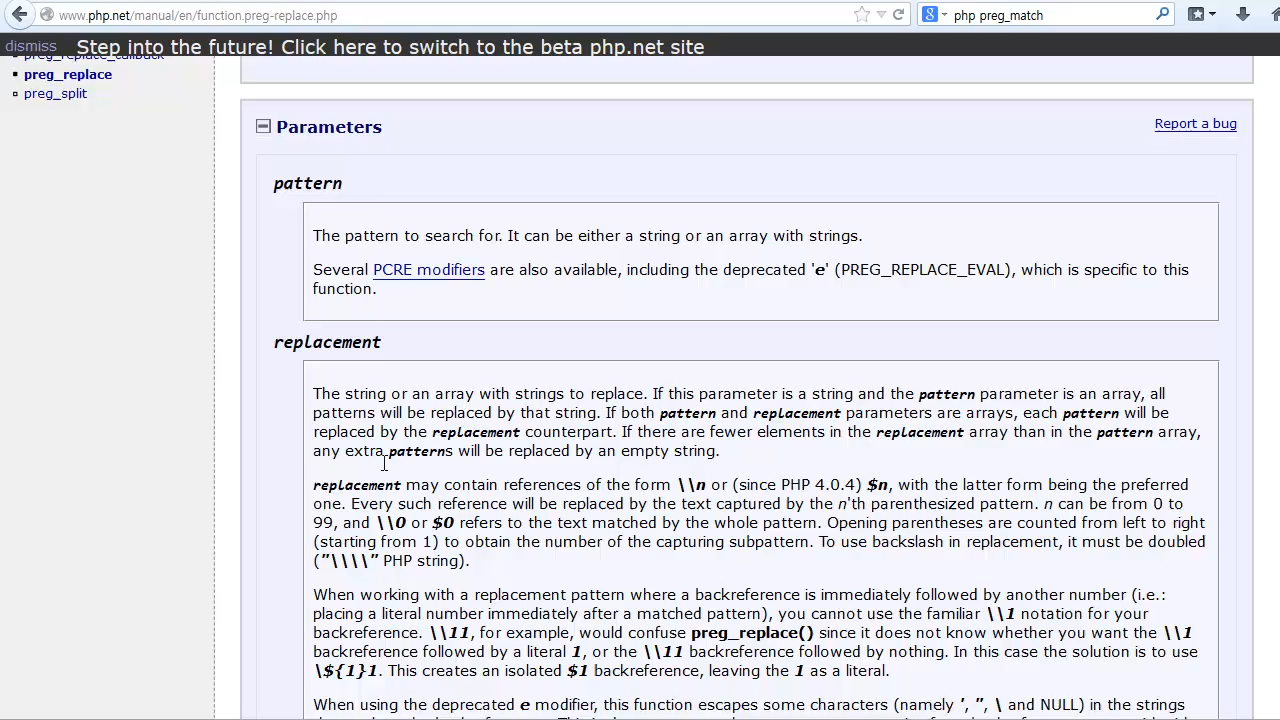 www.php.net/manual/en/function.preg-replace.php
php preg_match
dismiss Step into the future! Click here to switch to the beta php.net site
preg_replace_callback
preg_replace
preg_split
Parameters
Report a bug
pattern
The pattern to search for. It can be either a string or an array with strings.
Several PCRE modifiers are also available, including the deprecated 'e' (PREG_REPLACE_EVAL), which is specific to this
function.
replacement
The string or an array with strings to replace. If this parameter is a string and the pattern parameter is an array, all
patterns will be replaced by that string. If both pattern and replacement parameters are arrays, each pattern will be
replaced by the replacement counterpart. If there are fewer elements in the replacement array than in the pattern array,
any extra patterns will be replaced by an empty string.
replacement may contain references of the form \\n or (since PHP 4.0.4) $n, with the latter form being the preferred
one. Every such reference will be replaced by the text captured by the n'th parenthesized pattern. n can be from 0 to
99, and \\0 or $0 refers to the text matched by the whole pattern. Opening parentheses are counted from left to right
(starting from 1) to obtain the number of the capturing subpattern. To use backslash in replacement, it must be doubled
("\\\\" PHP string).
When working with a replacement pattern where a backreference is immediately followed by another number (i.e.:
placing a literal number immediately after a matched pattern), you cannot use the familiar \\1 notation for your
backreference. \\11, for example, would confuse preg_replace() since it does not know whether you want the \\1
backreference followed by a literal 1, or the \\11 backreference followed by nothing. In this case the solution is to use
\${1}1. This creates an isolated $1 backreference, leaving the 1 as a literal.
When using the deprecated e modifier, this function escapes some characters (namely ', ", \ and NULL) in the strings